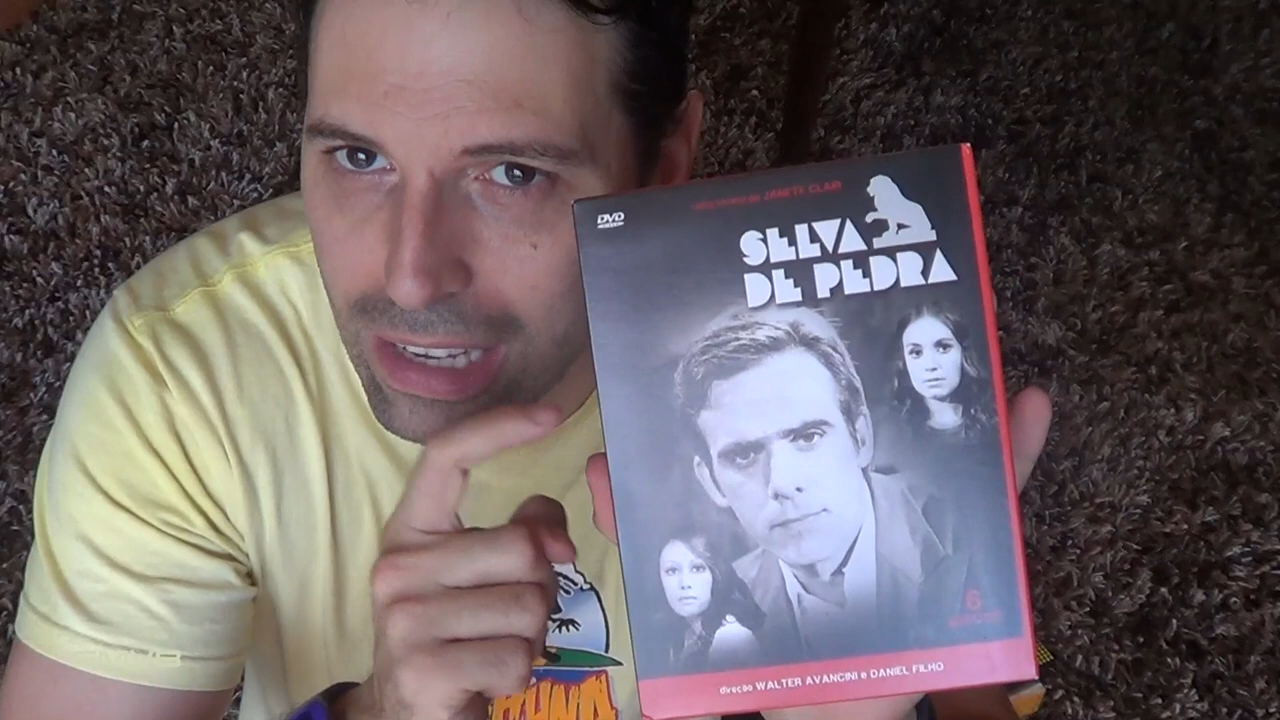 DVD
JANETE CLAIR
SELVA
DE PEDRA
6
direção WALTER AVANCINI e DANIEL FILHO